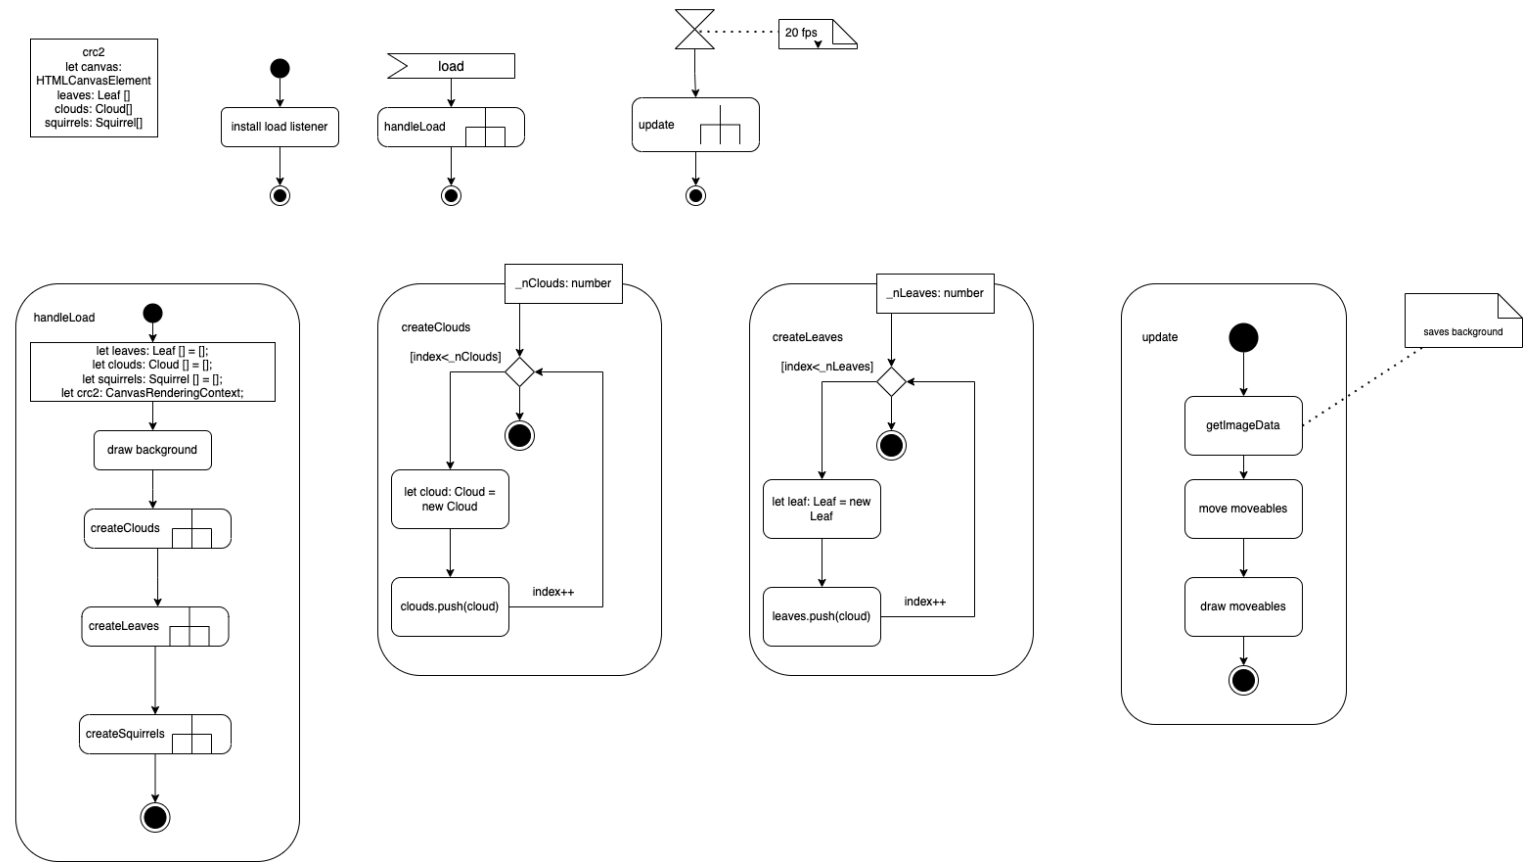 crc2
let canvas:
HTMLCanvasElement
leaves: Leaf []
clouds: Cloud[]
squirrels: Squirrel[]
install load listener
load
handleLoad
20 fps
update
handleLoad
let leaves: Leaf [] = [];
let clouds: Cloud [] = [];
let squirrels: Squirrel [] = [];
let crc2: CanvasRenderingContext;
draw background
createClouds
createLeaves
createSquirrels
_nClouds: number
createClouds
[index<_nClouds]
let cloud: Cloud =
new Cloud
clouds.push(cloud)
index++
_nLeaves: number
createLeaves
[index<_nLeaves]
let leaf: Leaf = new
Leaf
leaves.push(cloud)
index++
update
getImageData
move moveables
draw moveables
saves background